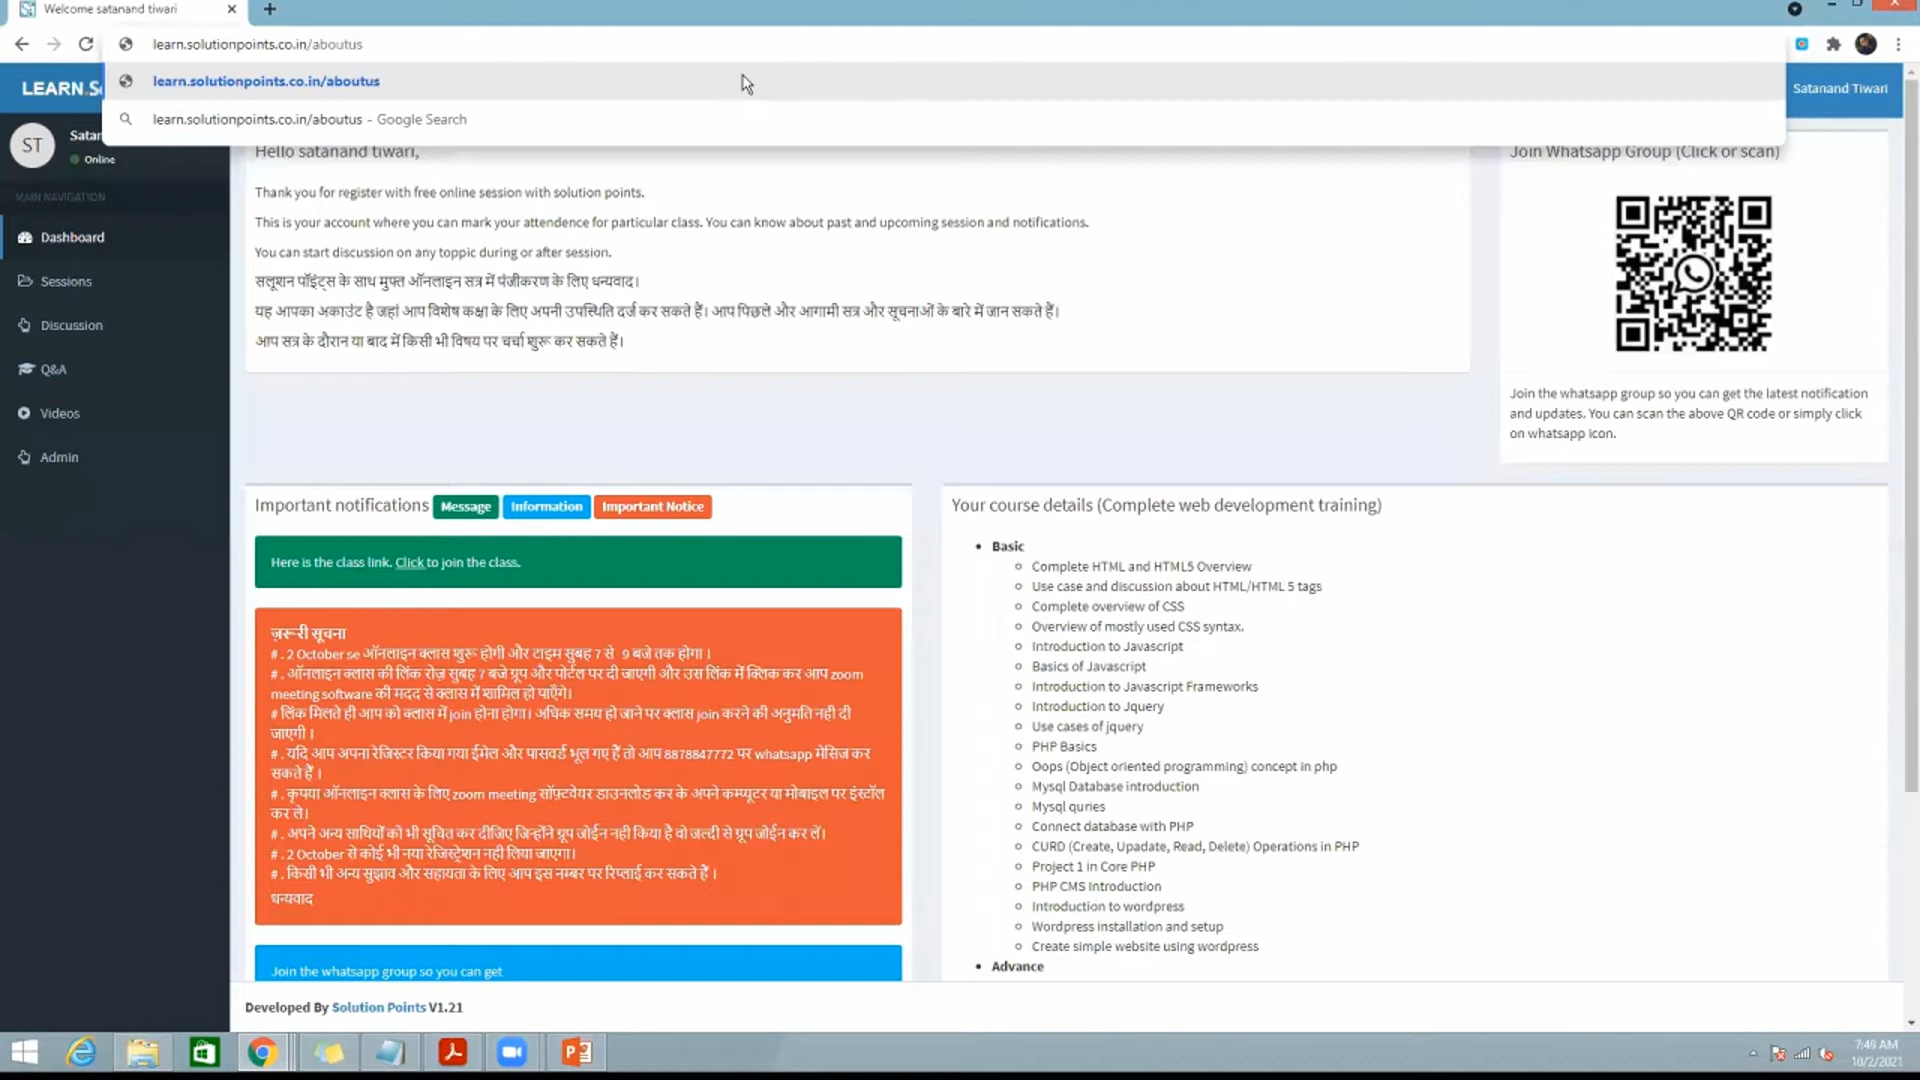 Welcome satanand tiwari
learn.solutionpoints.co.in/aboutus
learn.solutionpoints.co.in/aboutus
learn.solutionpoints.co.in/aboutus - Google Search
LEARN.S
Satanand Tiwari
ST
Satar
Online
MAIN NAVIGATION
Dashboard
Sessions
Discussion
Q&A
Videos
Admin
Hello satanand tiwari,
Thank you for register with free online session with solution points.
This is your account where you can mark your attendence for particular class. You can know about past and upcoming session and notifications.
You can start discussion on any toppic during or after session.
सलूशन पॉइंट्स के साथ मुफ्त ऑनलाइन सत्र में पंजीकरण के लिए धन्यवाद।
यह आपका अकाउंट है जहां आप विशेष कक्षा के लिए अपनी उपस्थिति दर्ज कर सकते हैं। आप पिछले और आगामी सत्र और सूचनाओं के बारे में जान सकते हैं।
आप सत्र के दौरान या बाद में किसी भी विषय पर चर्चा शुरू कर सकते हैं।
Join Whatsapp Group (Click or scan)
Join the whatsapp group so you can get the latest notification
and updates. You can scan the above QR code or simply click
on whatsapp icon.
Important notifications Message Information Important Notice
Here is the class link. Click to join the class.
ज़रूरी सूचना
# . 2 October se ऑनलाइन क्लास शुरू होगी और टाइम सुबह 7 से 9 बजे तक होगा ।
# . ऑनलाइन क्लास की लिंक रोज़ सुबह 7 बजे ग्रूप और पोर्टल पर दी जाएगी और उस लिंक में क्लिक कर आप zoom
meeting software की मदद से क्लास में शामिल हो पाएँगे।
# लिंक मिलते ही आप को क्लास में join होना होगा। अधिक समय हो जाने पर क्लास join करने की अनुमति नही दी
जाएगी ।
# . यदि आप अपना रेजिस्टर किया गया ईमेल और पासवर्ड भूल गए हैं तो आप 8878847772 पर whatsapp मेसिज कर
सकते हैं ।
# . कृपया ऑनलाइन क्लास के लिए zoom meeting सॉफ़्टवेयर डाउनलोड कर के अपने कम्प्यूटर या मोबाइल पर इंस्टॉल
कर ले।
# . अपने अन्य साथियों को भी सूचित कर दीजिए जिन्होंने ग्रूप जोईन नही किया है वो जल्दी से ग्रूप जोईन कर लें।
# . 2 October से कोई भी नया रेजिस्ट्रेशन नही लिया जाएगा।
# . किसी भी अन्य सुझाव और सहायता के लिए आप इस नम्बर पर रिप्लाई कर सकते हैं ।
धन्यवाद
Join the whatsapp group so you can get
Your course details (Complete web development training)
Basic
Complete HTML and HTML5 Overview
Use case and discussion about HTML/HTML 5 tags
Complete overview of CSS
Overview of mostly used CSS syntax.
Introduction to Javascript
Basics of Javascript
Introduction to Javascript Frameworks
Introduction to Jquery
Use cases of jquery
PHP Basics
Oops (Object oriented programming) concept in php
Mysql Database introduction
Mysql quries
Connect database with PHP
CURD (Create, Upadate, Read, Delete) Operations in PHP
Project 1 in Core PHP
PHP CMS Introduction
Introduction to wordpress
Wordpress installation and setup
Create simple website using wordpress
Advance
Developed By Solution Points V1.21
7:46 AM
10/2/2021